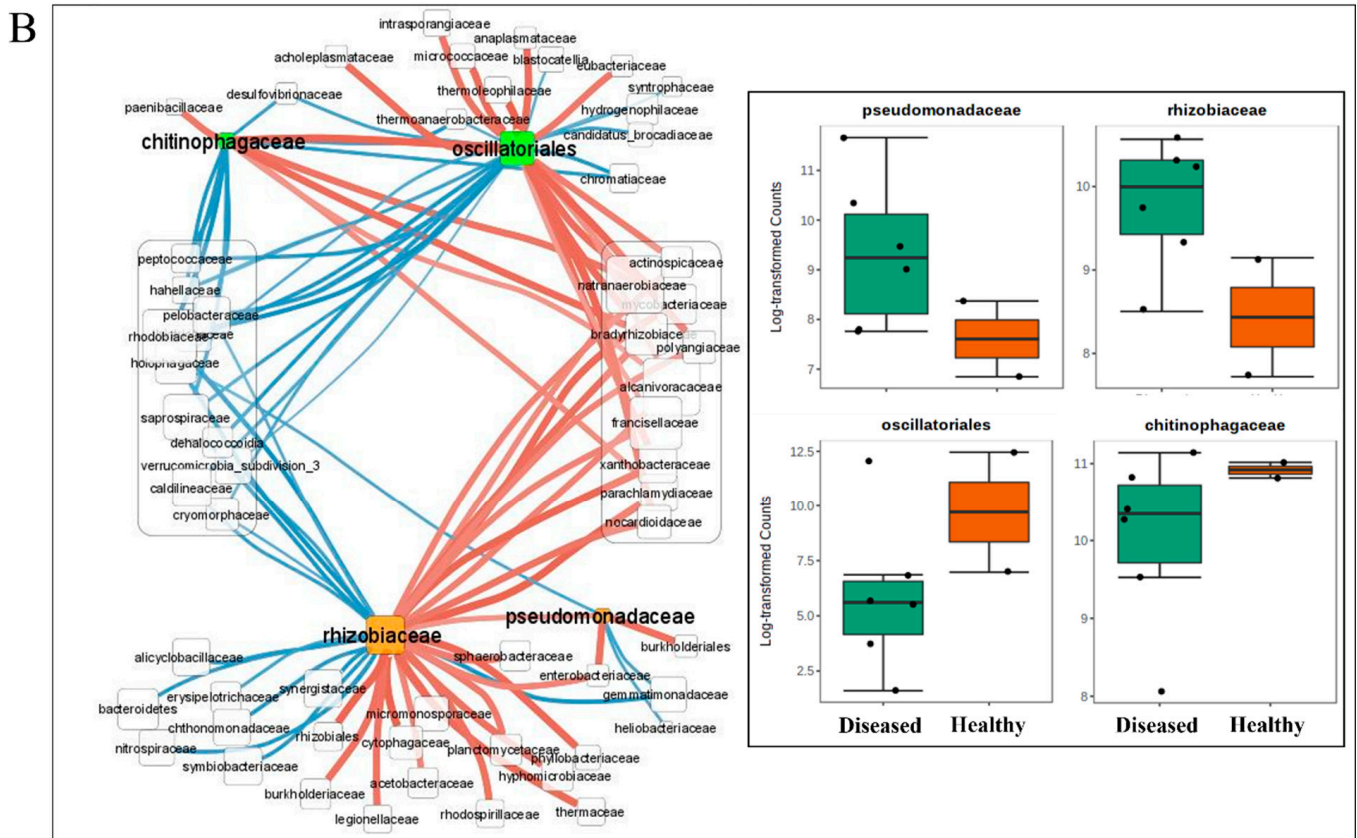 B
intrasporangiaceae
anaplasmataceae
acholeplasmataceae
micrococcaceae
blastocatellia
eubacteriaceae
desulfovibrionaceae
thermoleophilaceae
syntrophaceae
paenibacillaceae
hydrogenophilaceae
thermoanaerobacteraceae
candidatus_brocadiaceae
chitinophagaceae
oscillatoriales
chromatiaceae
peptococcaceae
actinospicaceae
hahellaceae
natranaerobiaceae
mycobacteriaceae
pelobacteraceae
rhodobiaceae
bradyrhizobiaceae
polyangiaceae
holophagaceae
alcanivoracaceae
saprospiraceae
francisellaceae
dehalococcoidia
verrucomicrobia_subdivision_3
xanthobacteraceae
caldilineaceae
parachlamydiaceae
cryomorphaceae
nocardioidaceae
pseudomonadaceae
rhizobiaceae
burkholderiales
alicyclobacillaceae
sphaerobacteraceae
enterobacteriaceae
erysipelotrichaceae
synergistaceae
gemmatimonadaceae
bacteroidetes
micromonosporaceae
chthonomonadaceae
heliobacteriaceae
rhizobiales
nitrospiraceae
cytophagaceae
planctomycetaceae
phyllobacteriaceae
symbiobacteriaceae
hyphomicrobiaceae
acetobacteraceae
burkholderiaceae
rhodospirillaceae
thermaceae
legionellaceae
pseudomonadaceae
Log-transformed Counts
11
10
9
8
7
rhizobiaceae
10
9
8
oscillatoriales
Log-transformed Counts
12.5
10.0
7.5
5.0
2.5
Diseased Healthy
chitinophagaceae
11
10
9
8
Diseased Healthy